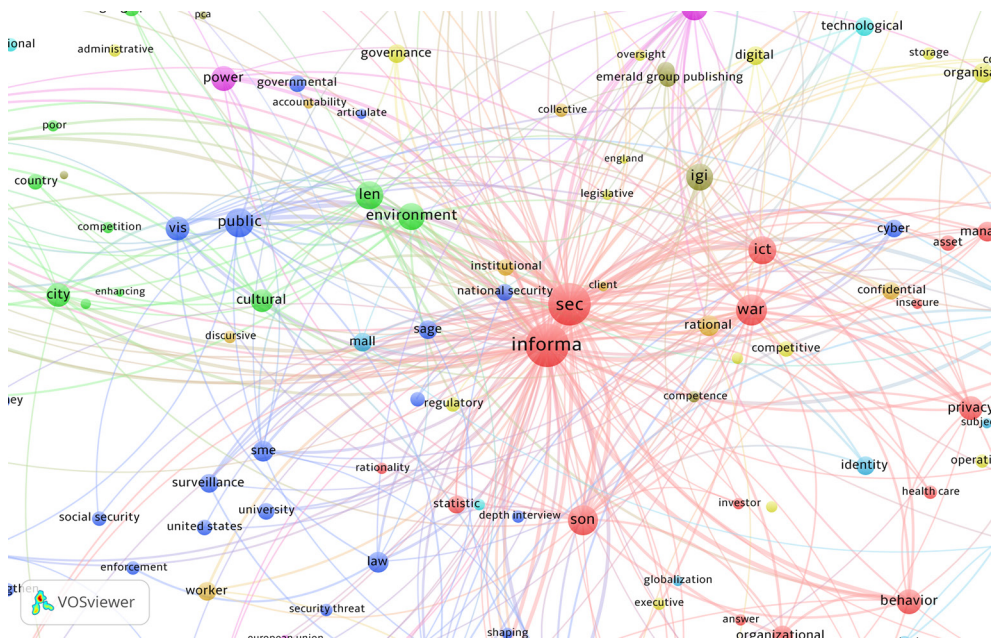 pca
technological
ional
administrative
governance
oversight
digital
storage
power
governmental
emerald group publishing
organisa
accountability
articulate
collective
poor
england
country
igi
len
legislative
environment
competition
vis
public
cyber
mana
asset
ict
institutional
city
enhancing
national security
client
confidential
cultural
insecure
sec
war
discursive
sage
rational
mall
informa
competitive
competence
ey
regulatory
privacy
subje
sme
rationality
operati
identity
surveillance
health care
statistic
investor
social security
university
depth interview
united states
son
law
enforcement
globalization
gthen
worker
executive
behavior
VOSviewer
security threat
answer
shaping
organizational
european union